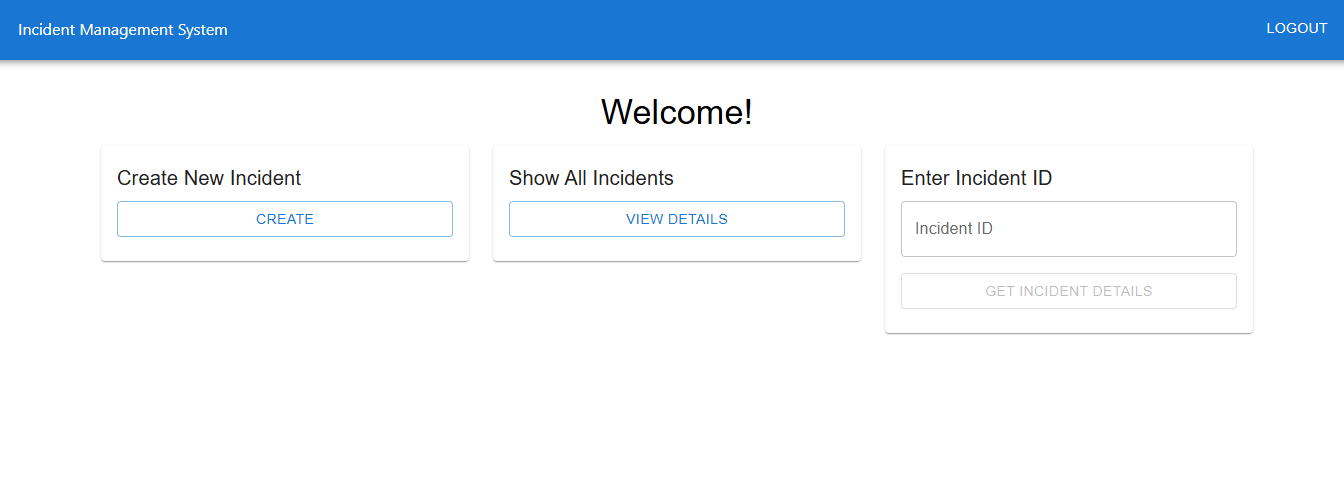 Incident Management System
LOGOUT
Welcome!
Create New Incident
CREATE
Show All Incidents
VIEW DETAILS
Enter Incident ID
Incident ID
GET INCIDENT DETAILS